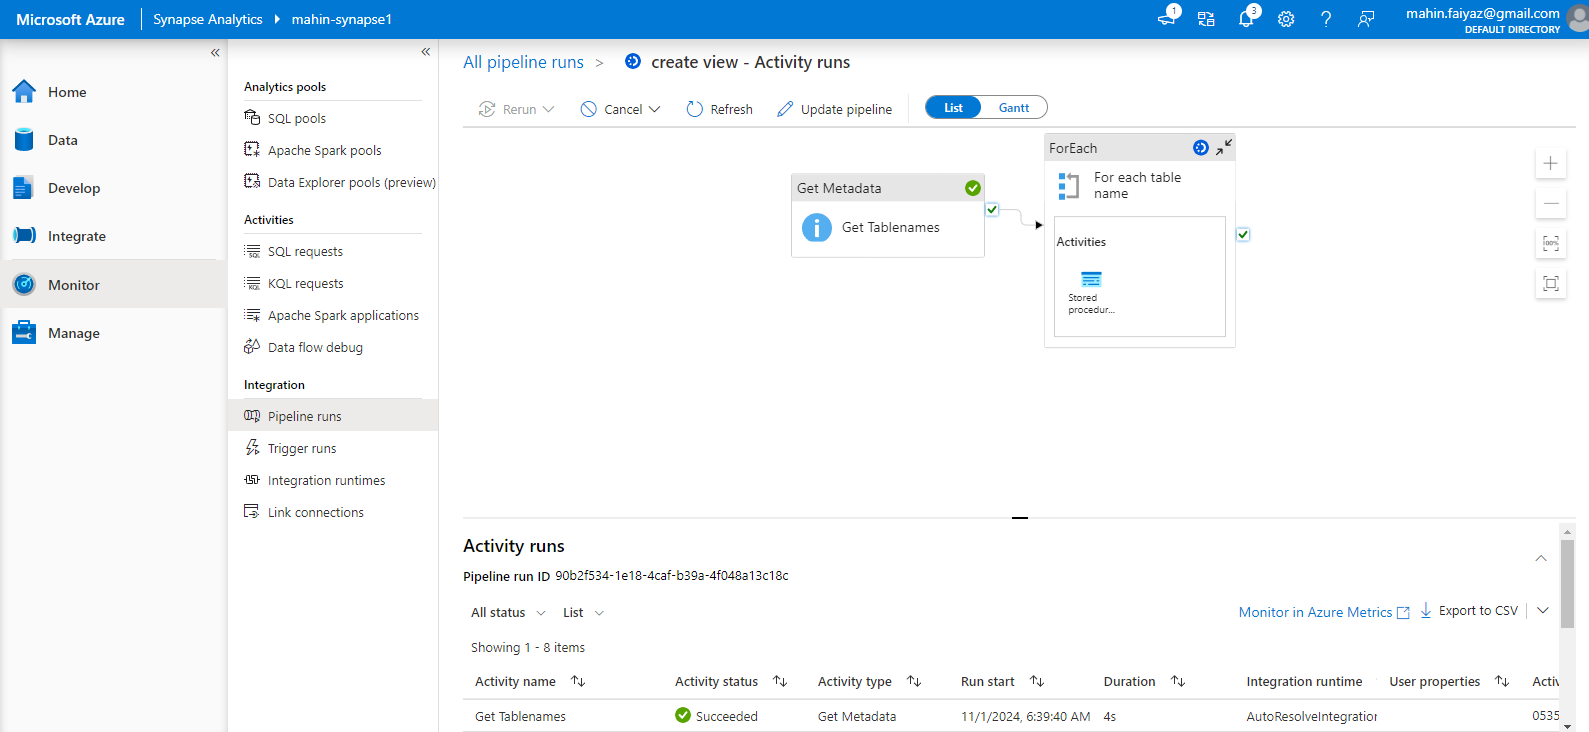 Microsoft Azure Synapse Analytics mahin-synapse1 1 3 mahin.faiyaz@gmail.com
DEFAULT DIRECTORY
Home
Data
Develop
Integrate
Monitor
Manage
Analytics pools
SQL pools
Apache Spark pools
Data Explorer pools (preview)
Activities
SQL requests
KQL requests
Apache Spark applications
Data flow debug
Integration
Pipeline runs
Trigger runs
Integration runtimes
Link connections
All pipeline runs > create view - Activity runs
Rerun Cancel Refresh Update pipeline List Gantt
Get Metadata
Get Tablenames
ForEach
For each table
name
Activities
Stored
procedur...
100%
Activity runs
Pipeline run ID 90b2f534-1e18-4caf-b39a-4f048a13c18c
All status List Monitor in Azure Metrics Export to CSV
Showing 1 - 8 items
Activity name Activity status Activity type Run start Duration Integration runtime User properties Activ
Get Tablenames Succeeded Get Metadata 11/1/2024, 6:39:40 AM 4s AutoResolveIntegration 0535